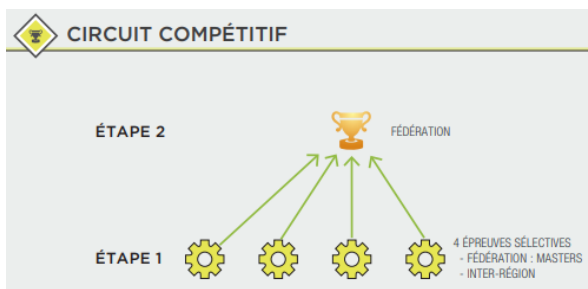 CIRCUIT COMPÉTITIF
ÉTAPE 2
FÉDÉRATION
ÉTAPE 1
4 ÉPREUVES SÉLECTIVES
- FÉDÉRATION : MASTERS
- INTER-RÉGION